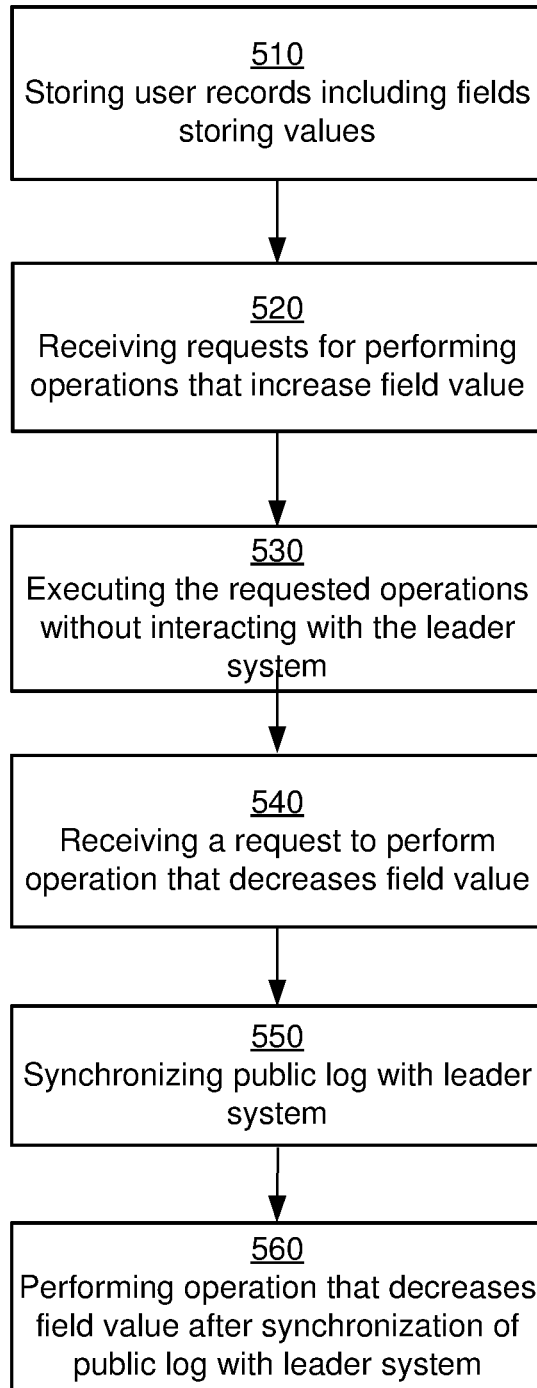 510
Storing user records including fields
storing values
520
Receiving requests for performing
operations that increase field value
530
Executing the requested operations
without interacting with the leader
system
540
Receiving a request to perform
operation that decreases field value
550
Synchronizing public log with leader
system
560
Performing operation that decreases
field value after synchronization of
public log with leader system